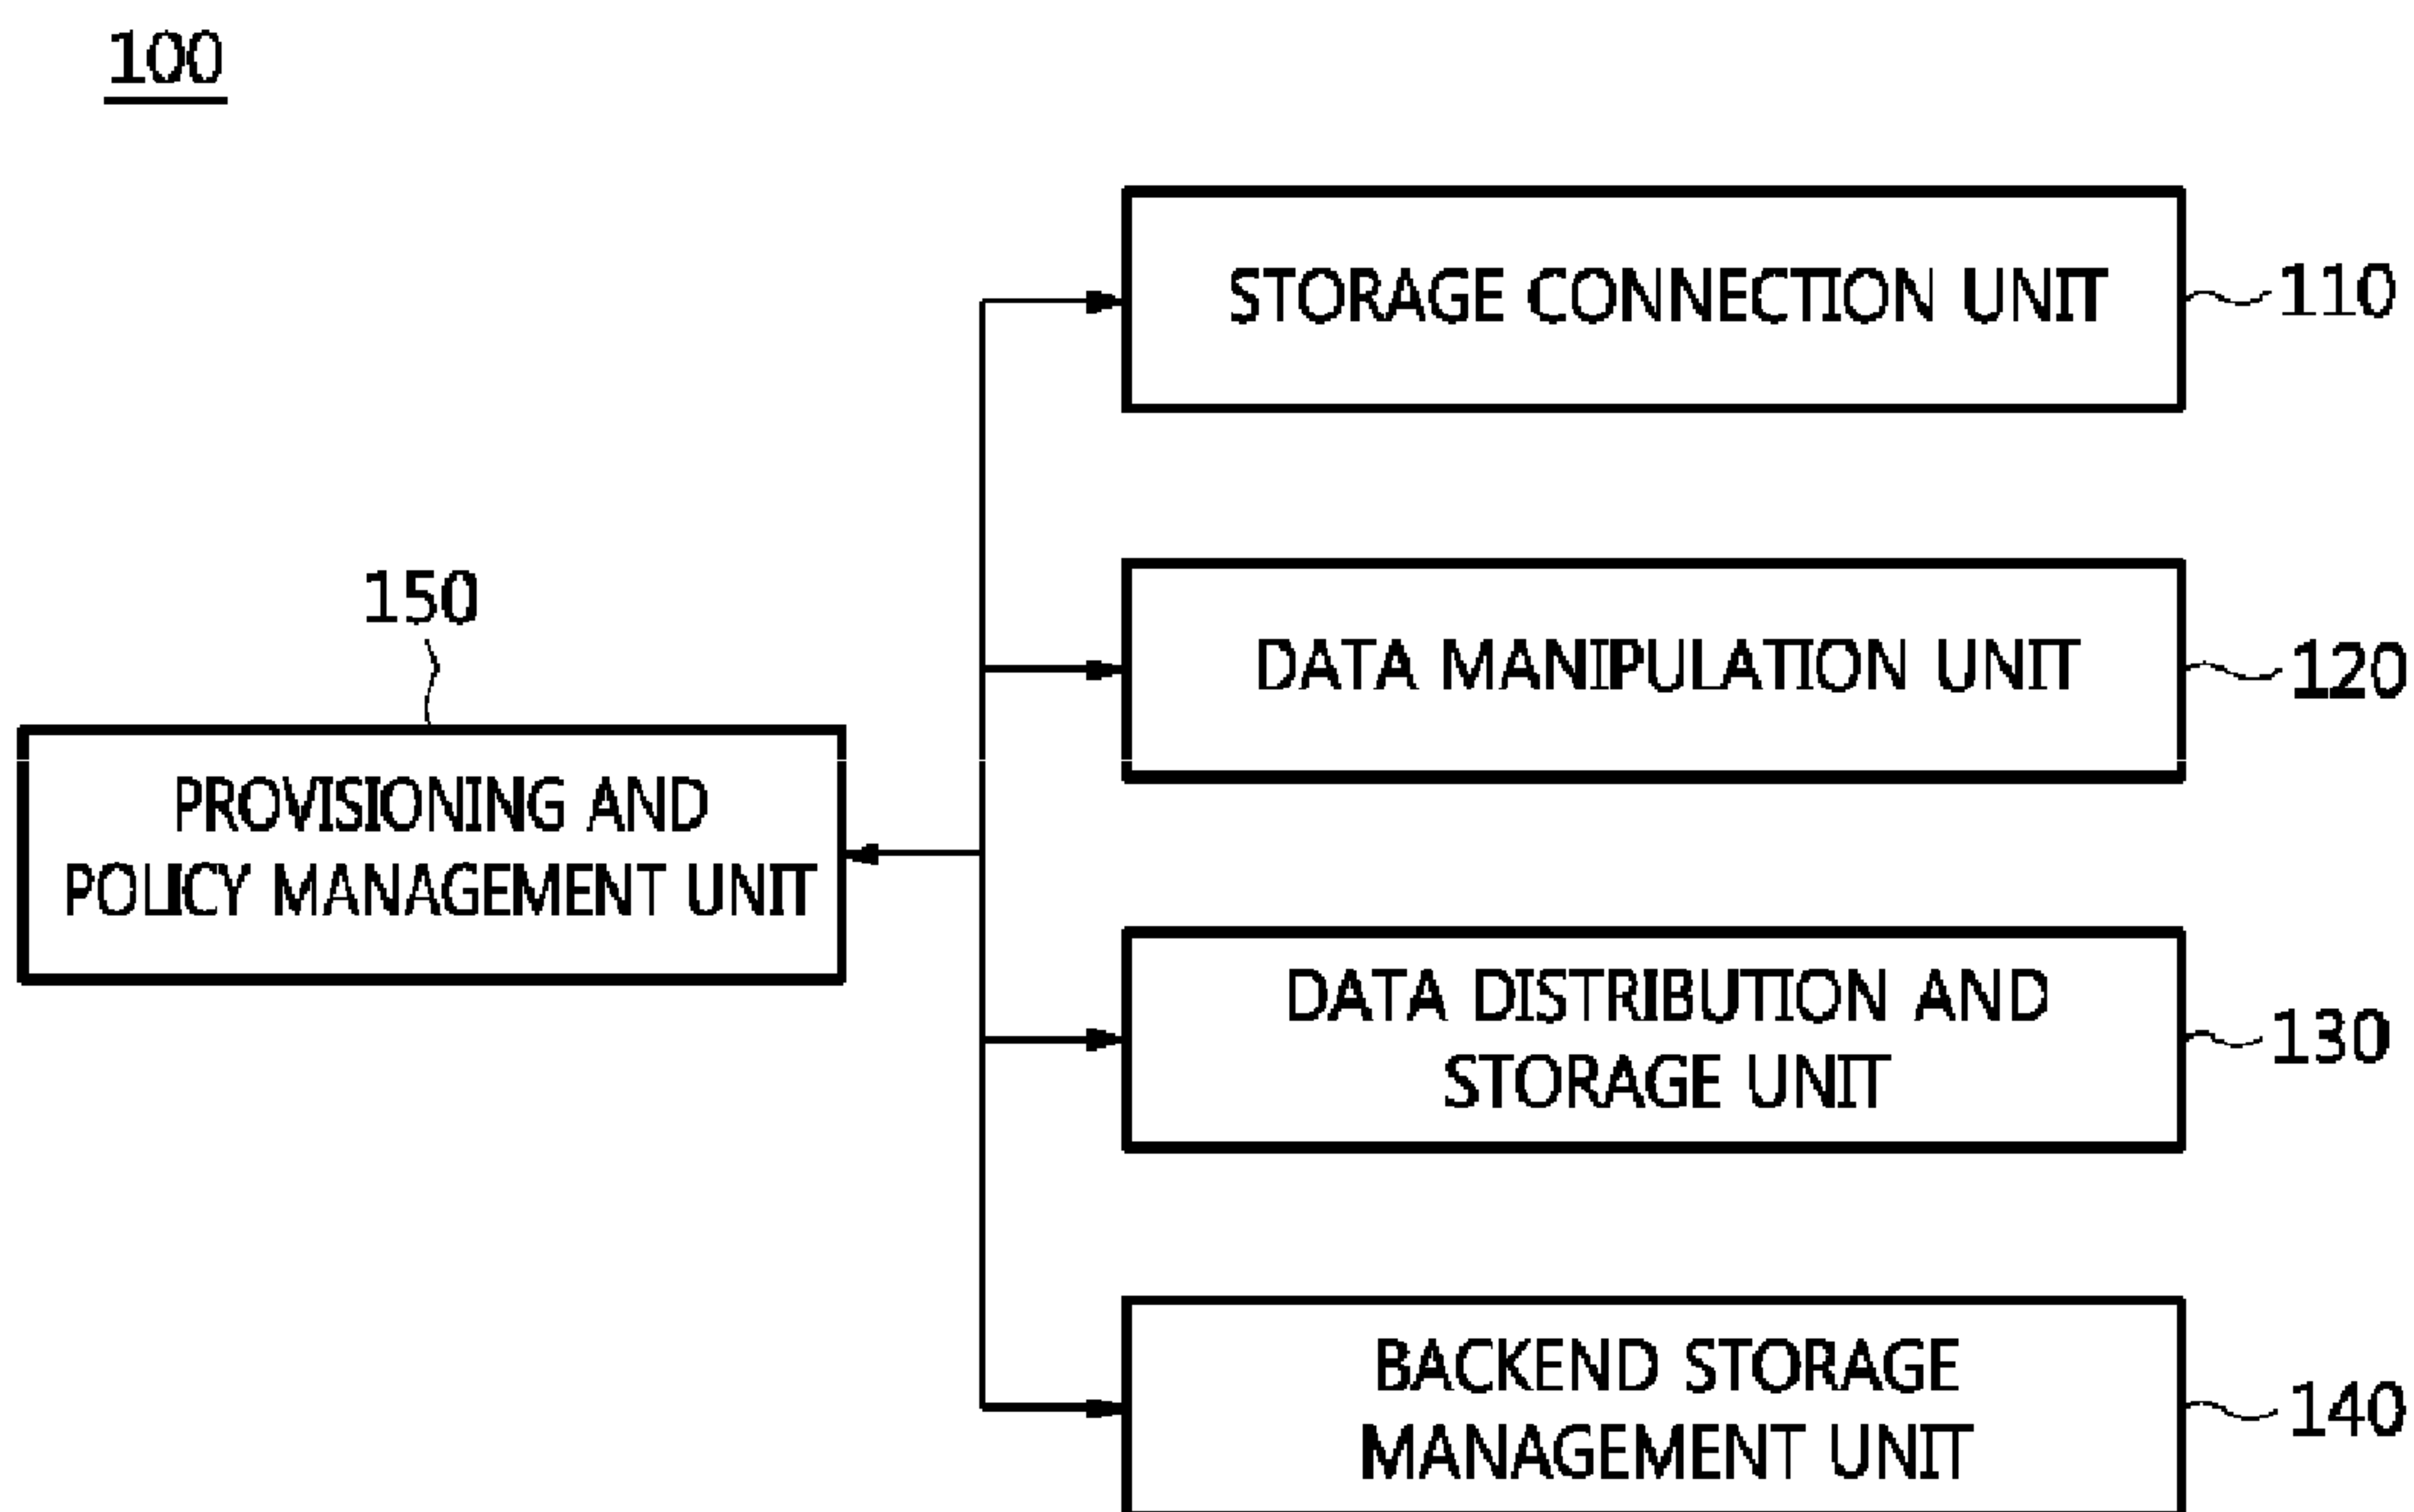 100
STORAGE CONNECTION UNIT
110
DATA MANIPULATION UNIT
120
150
PROVISIONING AND
POLICY MANAGEMENT UNIT
DATA DISTRIBUTION AND
STORAGE UNIT
130
BACKEND STORAGE
MANAGEMENT UNIT
140